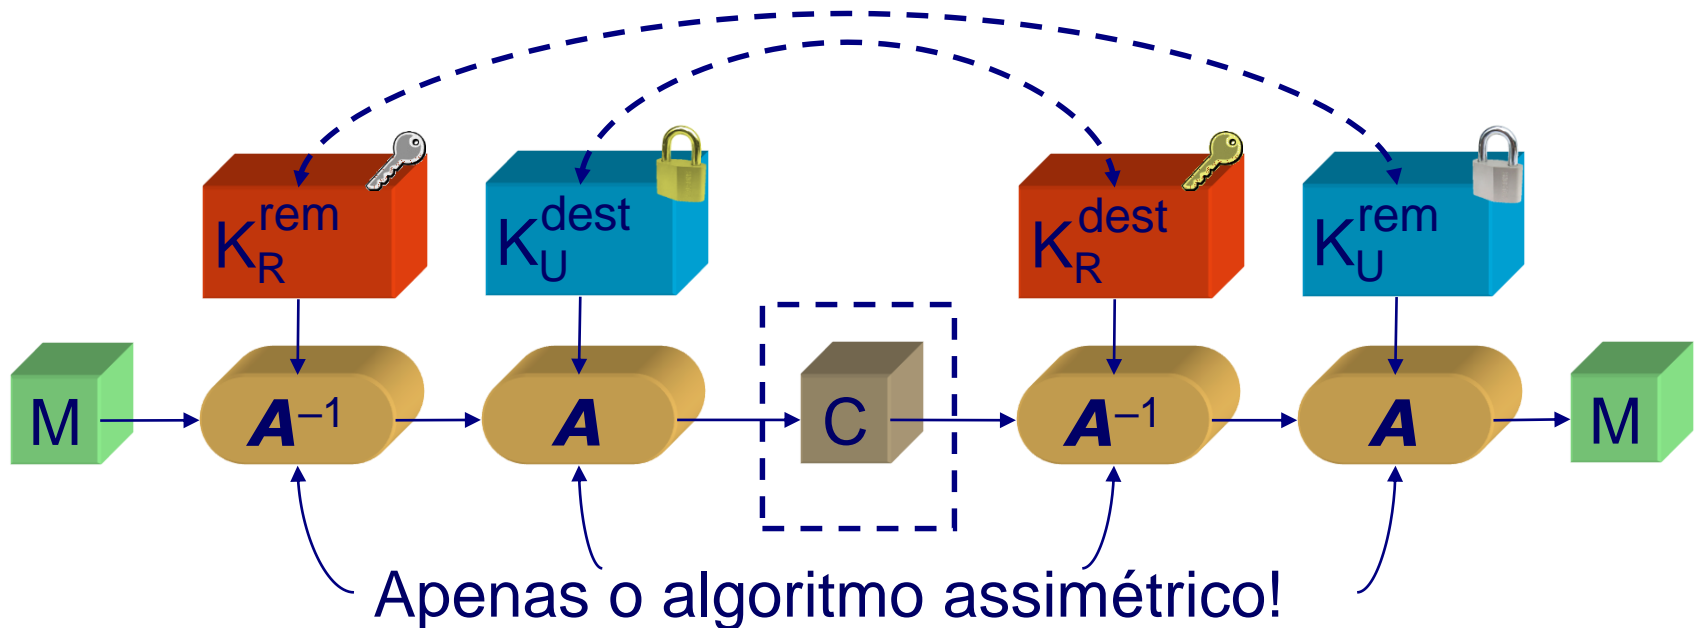 K_R^rem K_U^dest K_R^dest K_U^rem
M A⁻¹ A C A⁻¹ A M
Apenas o algoritmo assimétrico!